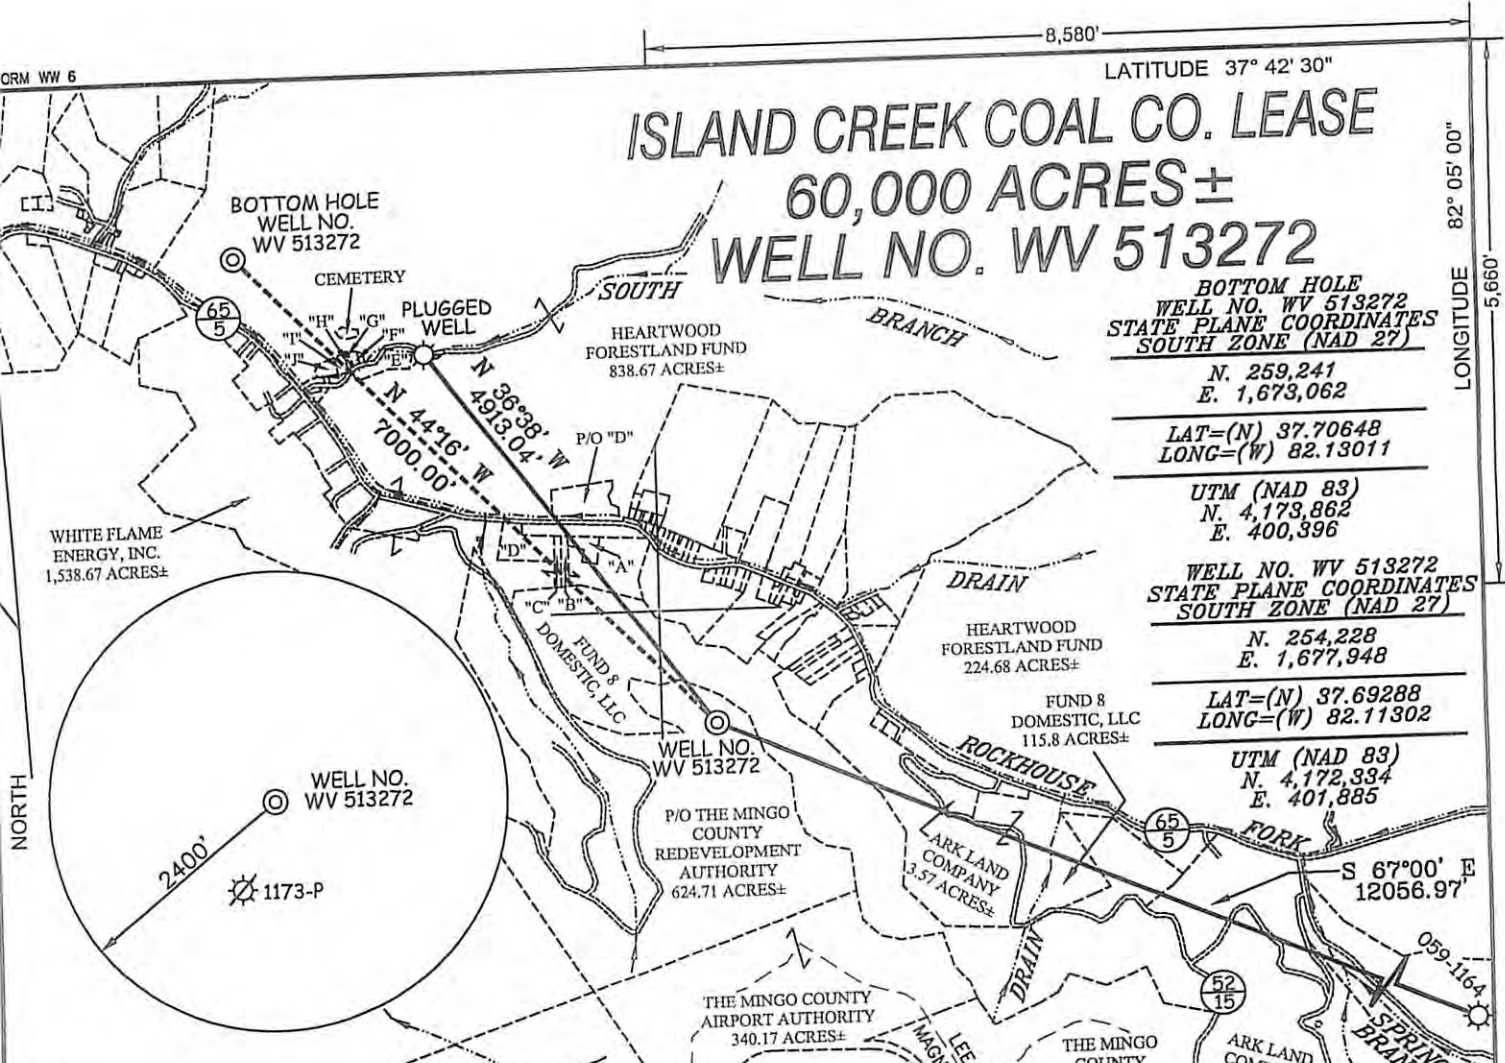 8,580'
ORM WW 6
LATITUDE 37° 42' 30"
ISLAND CREEK COAL CO. LEASE
60,000 ACRES ±
WELL NO. WV 513272
LONGITUDE 82° 05' 00"
5,660'
BOTTOM HOLE
WELL NO.
WV 513272
CEMETERY
PLUGGED
WELL
65
5
"H"
"G"
"I"
"F"
"J"
"E"
SOUTH
BRANCH
HEARTWOOD
FORESTLAND FUND
838.67 ACRES±
BOTTOM HOLE
WELL NO. WV 513272
STATE PLANE COORDINATES
SOUTH ZONE (NAD 27)
N. 259,241
E. 1,673,062
LAT=(N) 37.70648
LONG=(W) 82.13011
UTM (NAD 83)
N. 4,173,862
E. 400,396
WELL NO. WV 513272
STATE PLANE COORDINATES
SOUTH ZONE (NAD 27)
N. 254,228
E. 1,677,948
LAT=(N) 37.69288
LONG=(W) 82.11302
UTM (NAD 83)
N. 4,172,334
E. 401,885
N 36°38' W
4913.04'
N 44°16' W
7000.00'
P/O "D"
WHITE FLAME
ENERGY, INC.
1,538.67 ACRES±
"D"
"A"
"C"
"B"
DRAIN
FUND 8
DOMESTIC, LLC
HEARTWOOD
FORESTLAND FUND
224.68 ACRES±
FUND 8
DOMESTIC, LLC
115.8 ACRES±
WELL NO.
WV 513272
ROCKHOUSE
FORK
65
5
NORTH
WELL NO.
WV 513272
2400'
1173-P
P/O THE MINGO
COUNTY
REDEVELOPMENT
AUTHORITY
624.71 ACRES±
ARK LAND
COMPANY
3.57 ACRES±
S 67°00' E
12056.97'
059-1164
DRAIN
52
15
THE MINGO COUNTY
AIRPORT AUTHORITY
340.17 ACRES±
LEE
THE MINGO
COUNTY
ARK LAND